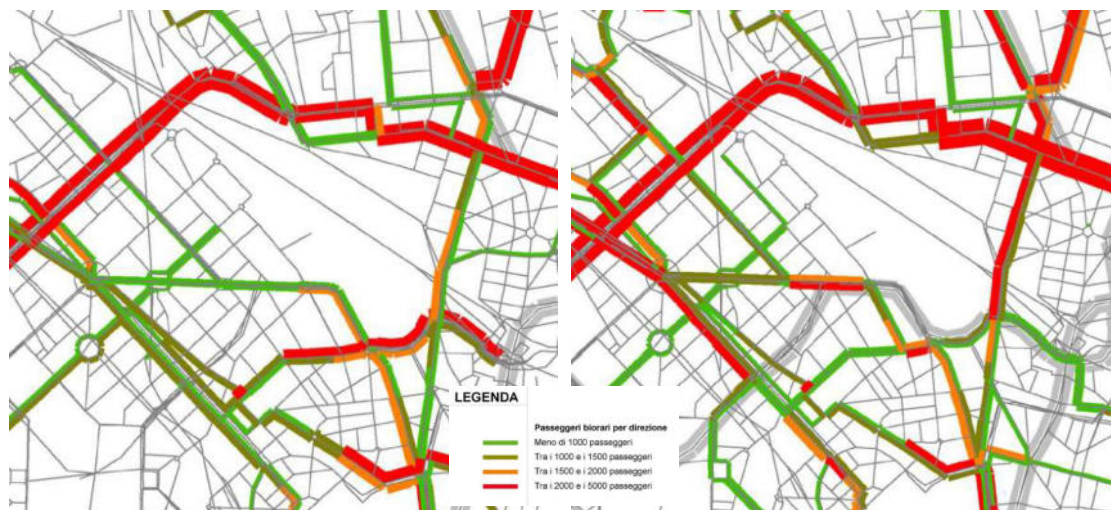 LEGENDA
Passeggeri biorari per direzione
Meno di 1000 passeggeri
Tra i 1000 e i 1500 passeggeri
Tra i 1500 e i 2000 passeggeri
Tra i 2000 e i 5000 passeggeri